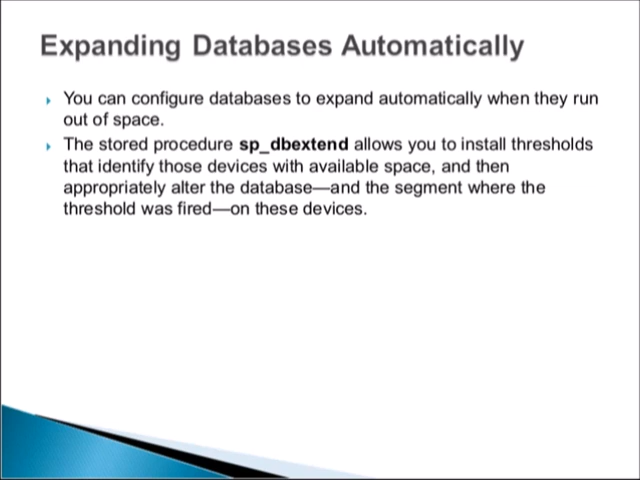 Expanding Databases Automatically
You can configure databases to expand automatically when they run
out of space.
The stored procedure sp_dbextend allows you to install thresholds
that identify those devices with available space, and then
appropriately alter the database—and the segment where the
threshold was fired—on these devices.